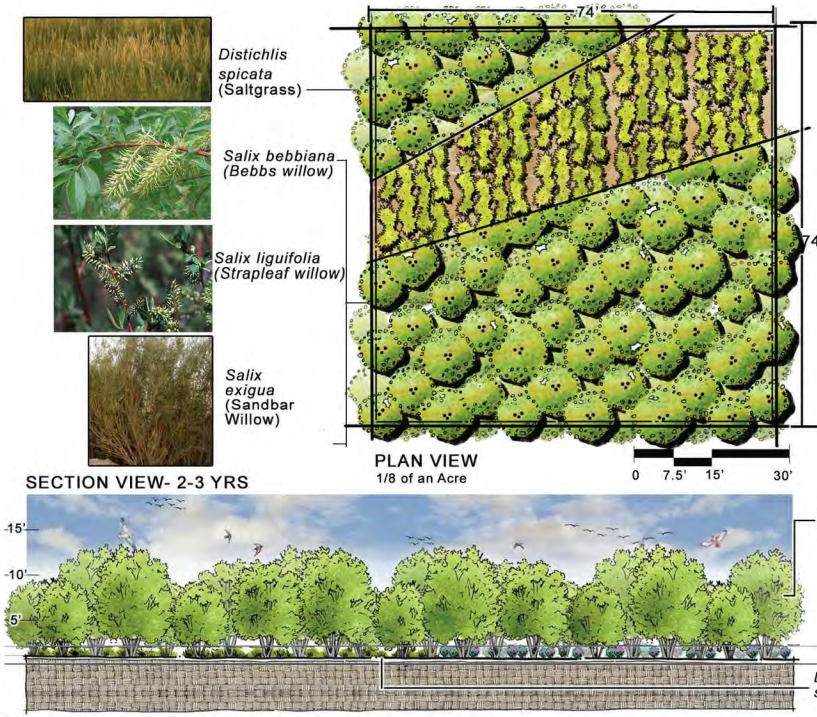 74'
Distichlis
spicata
(Saltgrass)
Salix bebbiana
(Bebbs willow)
Salix liguifolia
(Strapleaf willow)
Salix
exigua
(Sandbar
Willow)
74
PLAN VIEW
1/8 of an Acre
0 7.5' 15' 30'
SECTION VIEW- 2-3 YRS
15'
10'
5'